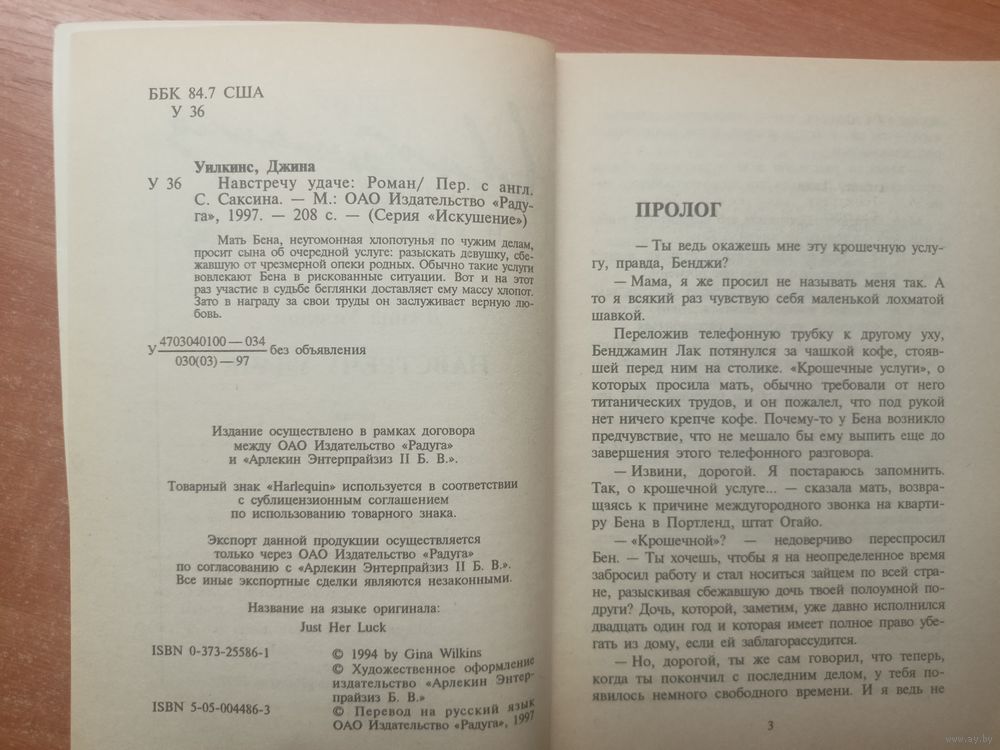 ББК 84.7 США
У 36
Уилкинс, Джина
У 36 Навстречу удаче: Роман/ Пер. с англ.
С. Саксина. — М.: ОАО Издательство «Раду-
га», 1997. — 208 с. — (Серия «Искушение»)
Мать Бена, неугомонная хлопотунья по чужим делам,
просит сына об очередной услуге: разыскать девушку, сбе-
жавшую от чрезмерной опеки родных. Обычно такие услуги
вовлекают Бена в рискованные ситуации. Вот и на этот
раз участие в судьбе беглянки доставляет ему массу хлопот.
Зато в награду за свои труды он заслуживает верную лю-
бовь.
У 4703040100—034
030(03)—97 без объявления
Издание осуществлено в рамках договора
между ОАО Издательство «Радуга»
и «Арлекин Энтерпрайзиз II Б. В.».
Товарный знак «Harlequin» используется в соответствии
с сублицензионным соглашением
по использованию товарного знака.
Экспорт данной продукции осуществляется
только через ОАО Издательство «Радуга»
по согласованию с «Арлекин Энтерпрайзиз II Б. В.».
Все иные экспортные сделки являются незаконными.
Название на языке оригинала:
Just Her Luck
ISBN 0-373-25586-1 © 1994 by Gina Wilkins
© Художественное оформление
издательство «Арлекин Энтер-
прайзиз Б. В.»
ISBN 5-05-004486-3 © Перевод на русский язык
ОАО Издательство «Радуга», 1997
ПРОЛОГ
— Ты ведь окажешь мне эту крошечную услу-
гу, правда, Бенджи?
— Мама, я же просил не называть меня так. А
то я всякий раз чувствую себя маленькой лохматой
шавкой.
Переложив телефонную трубку к другому уху,
Бенджамин Лак потянулся за чашкой кофе, стояв-
шей перед ним на столике. «Крошечные услуги», о
которых просила мать, обычно требовали от него
титанических трудов, и он пожалел, что под рукой
нет ничего крепче кофе. Почему-то у Бена возникло
предчувствие, что не мешало бы ему выпить еще до
завершения этого телефонного разговора.
— Извини, дорогой. Я постараюсь запомнить.
Так, о крошечной услуге... — сказала мать, возвра-
щаясь к причине междугородного звонка на кварти-
ру Бена в Портленд, штат Огайо.
— «Крошечной»? — недоверчиво переспросил
Бен. — Ты хочешь, чтобы я на неопределенное время
забросил работу и стал носиться зайцем по всей стра-
не, разыскивая сбежавшую дочь твоей полоумной по-
други? Дочь, которой, заметим, уже давно исполнился
двадцать один год и которая имеет полное право убе-
гать из дому, если ей заблагорассудится.
— Но, дорогой, ты же сам говорил, что теперь,
когда ты покончил с последним делом, у тебя по-
явилось немного свободного времени. И я ведь не
3
www.ay.by